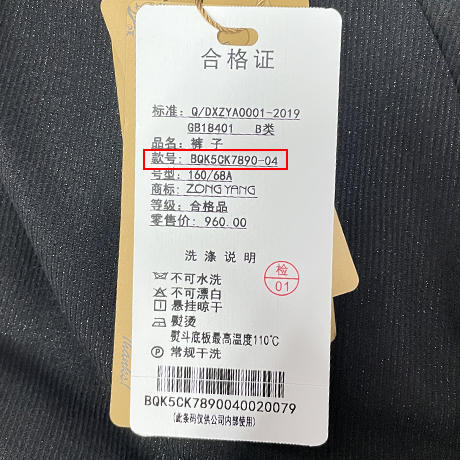 合格证
标准: Q/DXZYA0001-2019
GB18401 B类
品名: 裤 子
款号: BQK5CK7890-04
号型: 160/68A
商标: ZONGYANG
等级: 合格品
零售价: 960.00
洗 涤 说 明
检
01
不可水洗
不可漂白
悬挂晾干
熨烫
熨斗底板最高温度110℃
P 常规干洗
BQK5CK7890040020079
(此条码仅供公司内部使用)